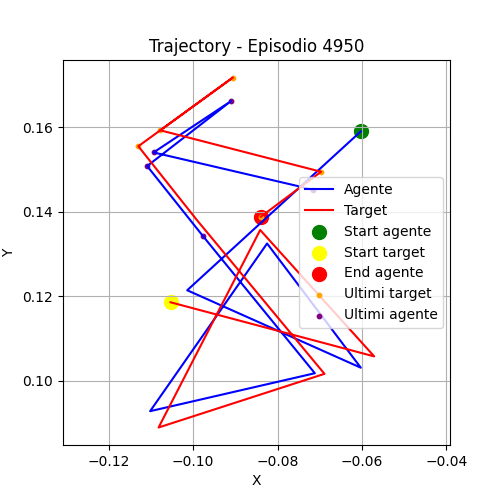 Trajectory - Episodio 4950
Y
0.16
0.14
0.12
0.10
Agente
Target
Start agente
Start target
End agente
Ultimi target
Ultimi agente
−0.12
−0.10
−0.08
−0.06
−0.04
X